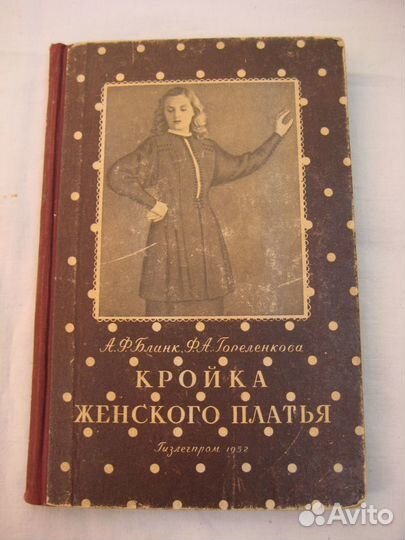 А.Ф.Бланк, Ф.А.Гореленкова
КРОЙКА
ЖЕНСКОГО ПЛАТЬЯ
Гизлегпром 1952
Avito